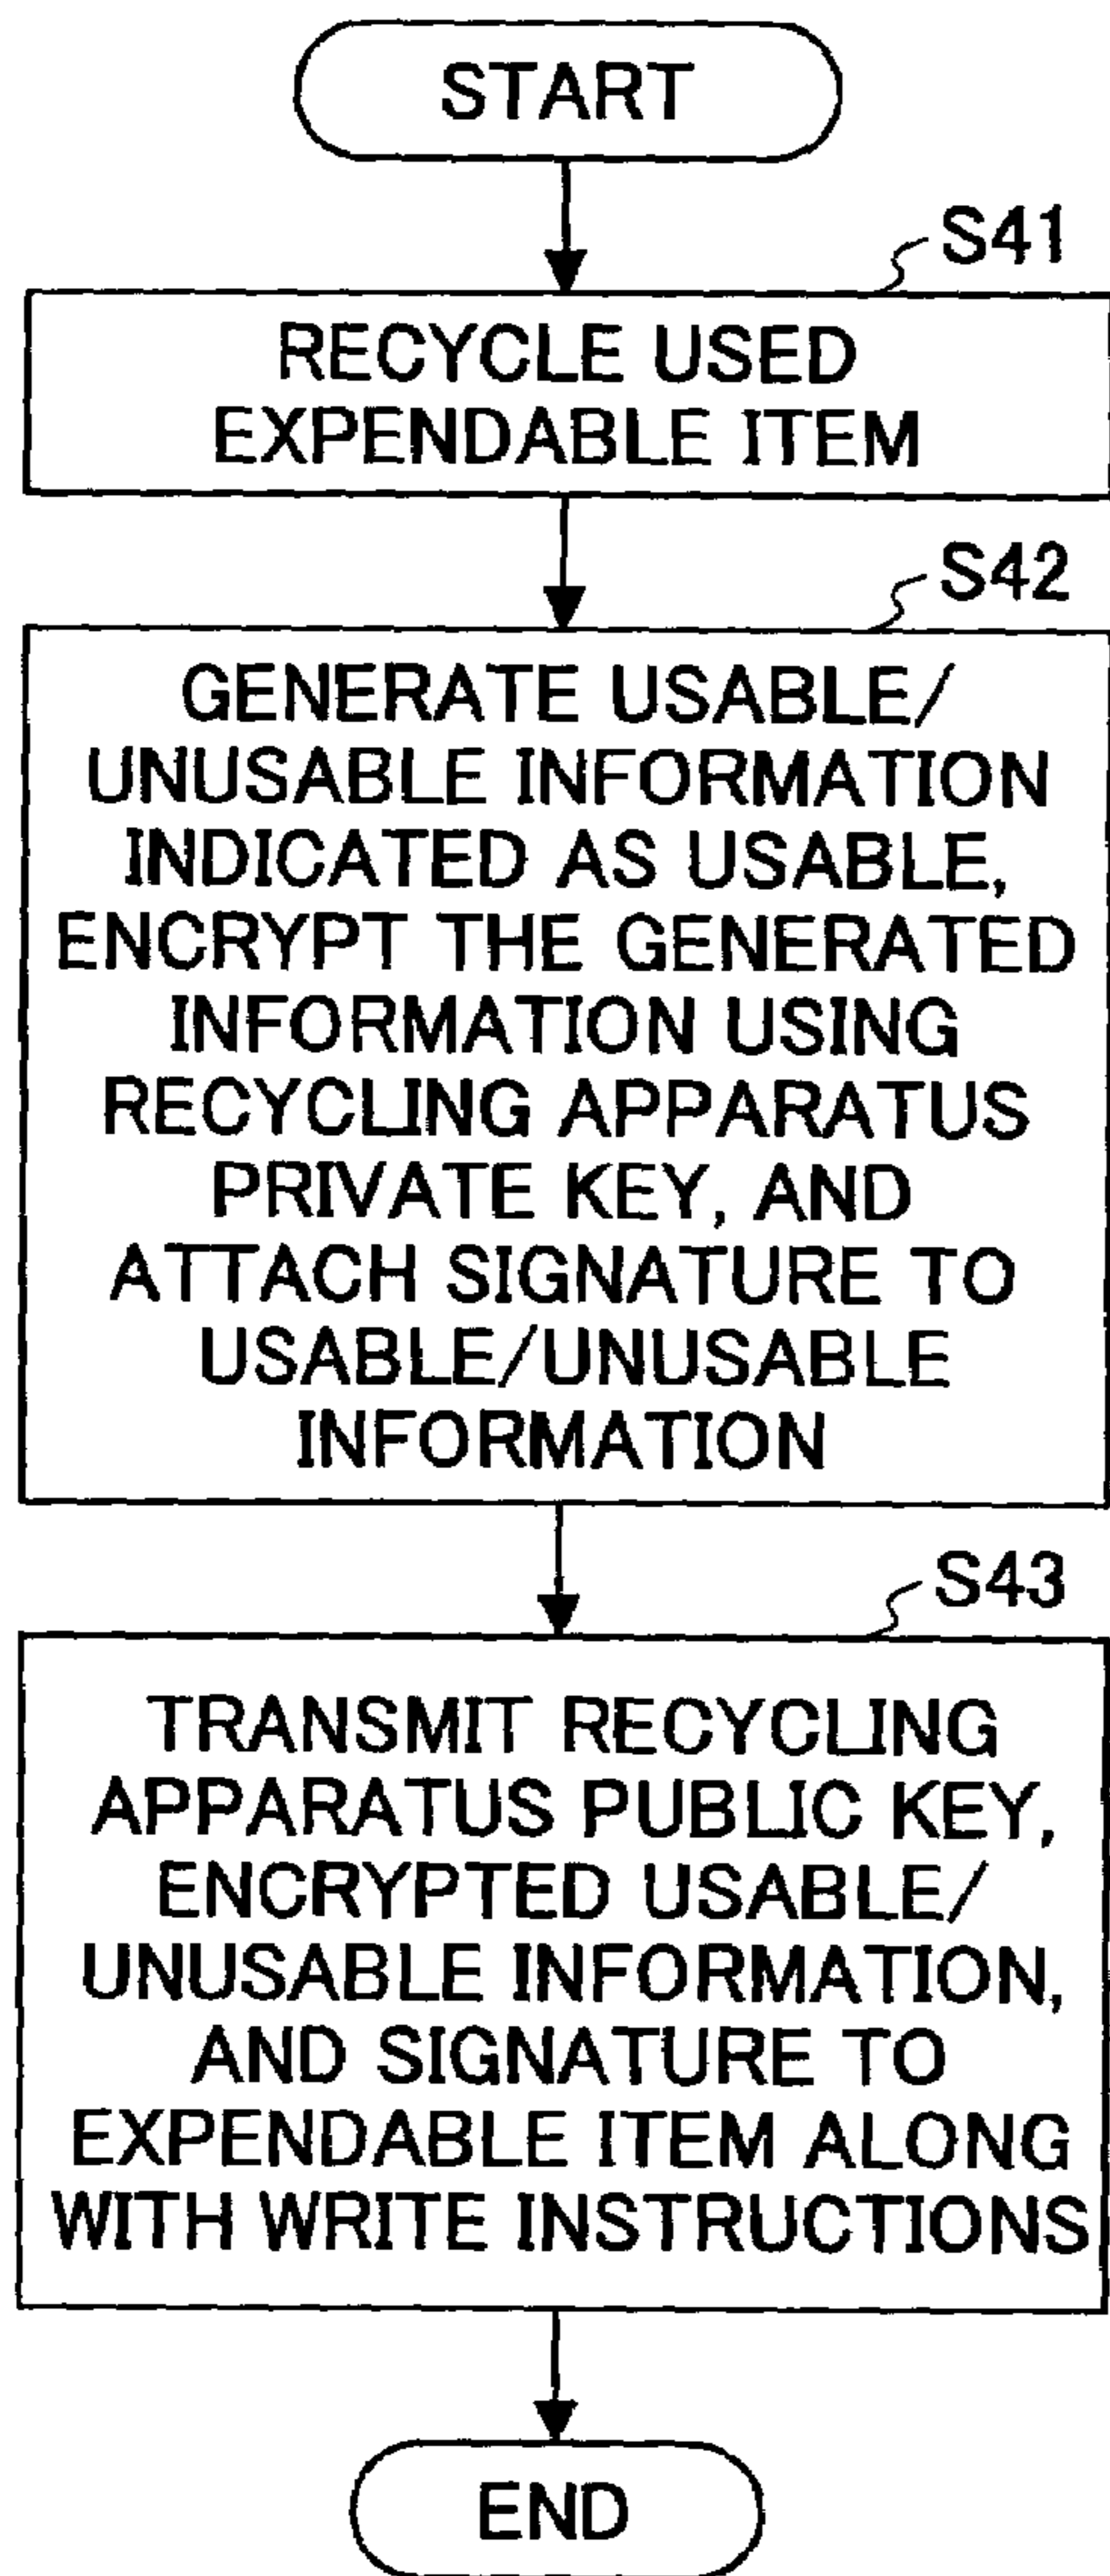 START
S41
RECYCLE USED
EXPENDABLE ITEM
S42
GENERATE USABLE/
UNUSABLE INFORMATION
INDICATED AS USABLE,
ENCRYPT THE GENERATED
INFORMATION USING
RECYCLING APPARATUS
PRIVATE KEY, AND
ATTACH SIGNATURE TO
USABLE/UNUSABLE
INFORMATION
S43
TRANSMIT RECYCLING
APPARATUS PUBLIC KEY,
ENCRYPTED USABLE/
UNUSABLE INFORMATION,
AND SIGNATURE TO
EXPENDABLE ITEM ALONG
WITH WRITE INSTRUCTIONS
END